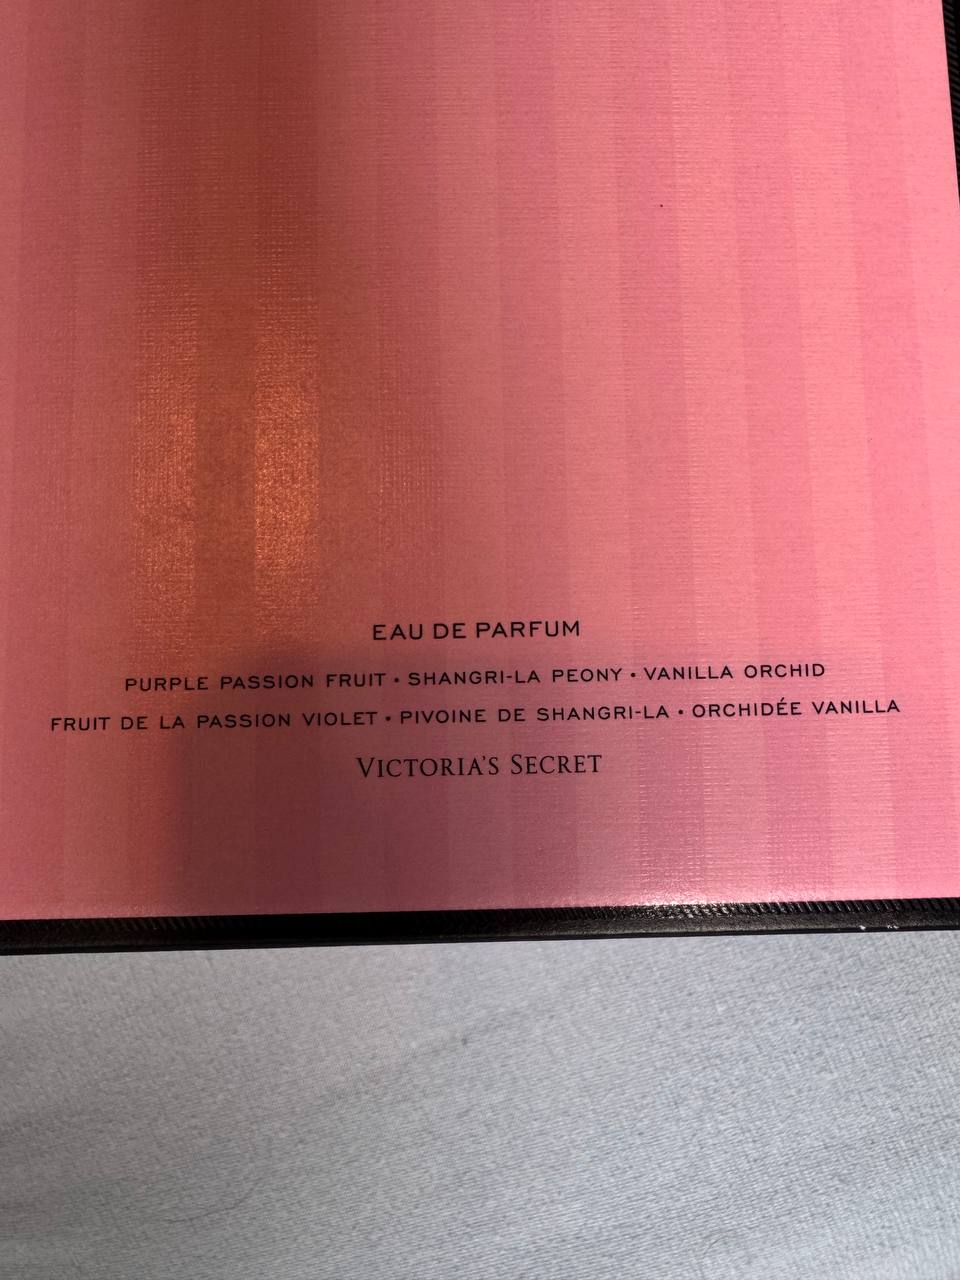 EAU DE PARFUM
PURPLE PASSION FRUIT • SHANGRI-LA PEONY • VANILLA ORCHID
FRUIT DE LA PASSION VIOLET • PIVOINE DE SHANGRI-LA • ORCHIDÉE VANILLA
VICTORIA'S SECRET